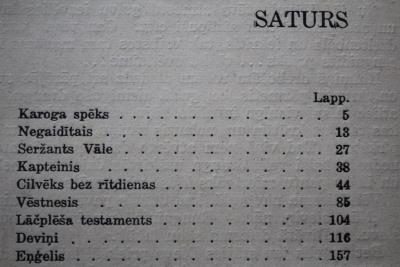 SATURS
Lapp.
Karoga spēks . . . . . . . . . . . . . 5
Negaidītais . . . . . . . . . . . . . 13
Seržants Vāle . . . . . . . . . . . . 27
Kapteinis . . . . . . . . . . . . . 38
Cilvēks bez rītdienas . . . . . . . . . . 44
Vēstnesis . . . . . . . . . . . . . 85
Lāčplēša testaments . . . . . . . . . . 104
Deviņi . . . . . . . . . . . . . . 116
Eņģelis . . . . . . . . . . . . . . 157